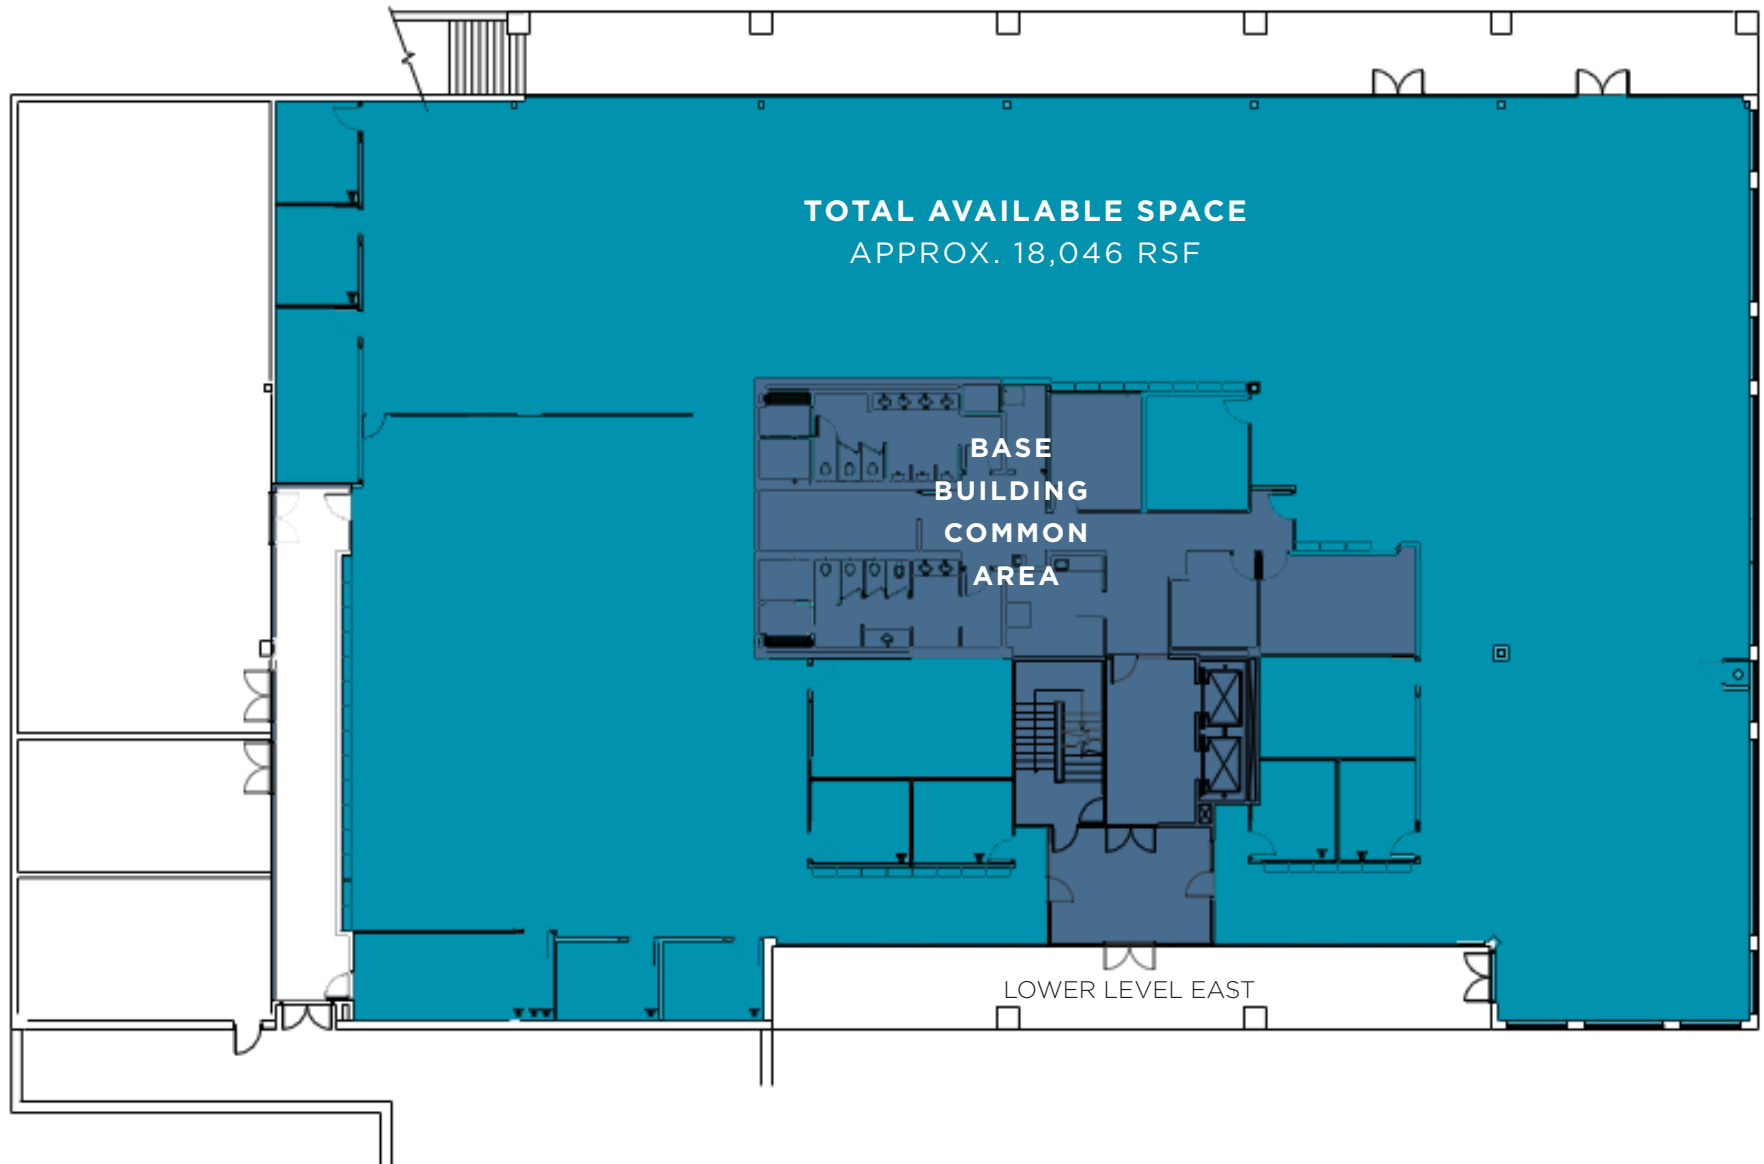 TOTAL AVAILABLE SPACE
APPROX. 18,046 RSF
BASE
BUILDING
COMMON
AREA
LOWER LEVEL EAST